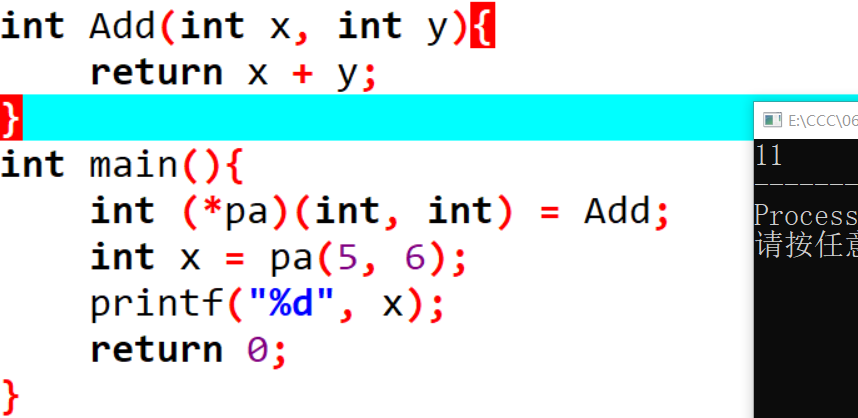 int Add(int x, int y){
    return x + y;
}
int main(){
    int (*pa)(int, int) = Add;
    int x = pa(5, 6);
    printf("%d", x);
    return 0;
}
E:\CCC\06
11
--------
Process
请按任意